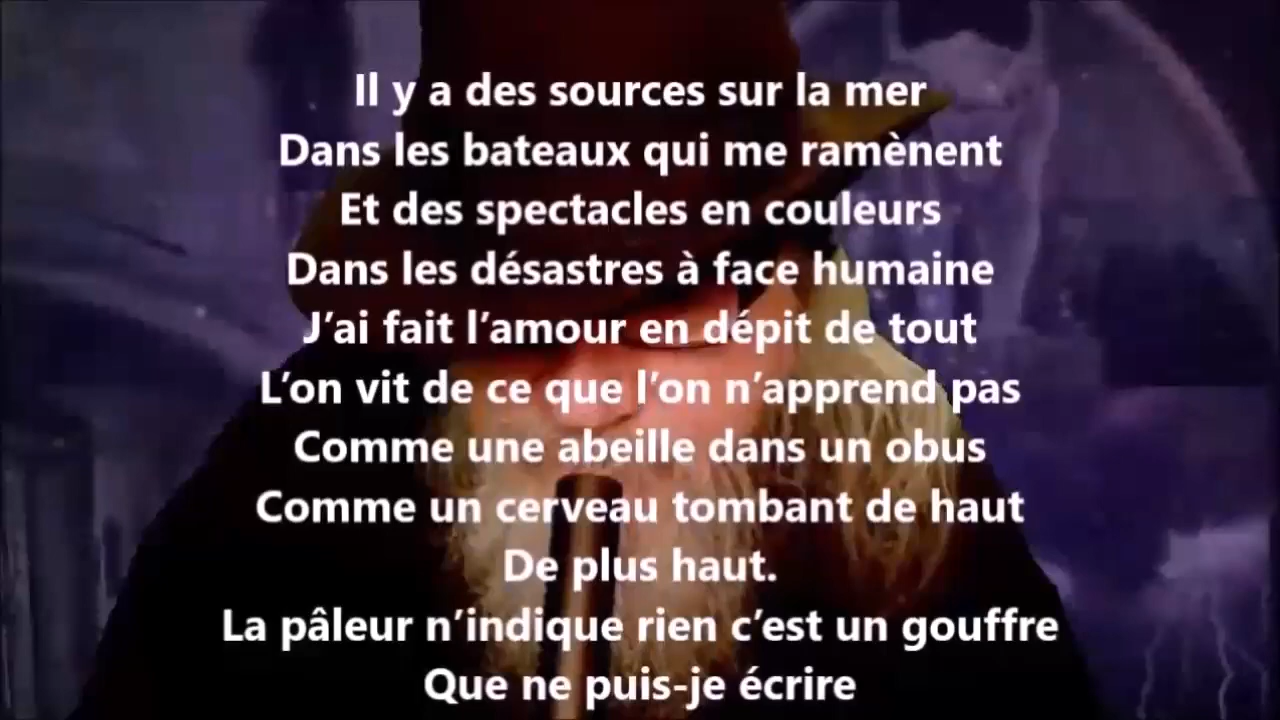 Il y a des sources sur la mer
Dans les bateaux qui me ramènent
Et des spectacles en couleurs
Dans les désastres à face humaine
J’ai fait l’amour en dépit de tout
L’on vit de ce que l’on n’apprend pas
Comme une abeille dans un obus
Comme un cerveau tombant de haut
De plus haut.
La pâleur n’indique rien c’est un gouffre
Que ne puis-je écrire